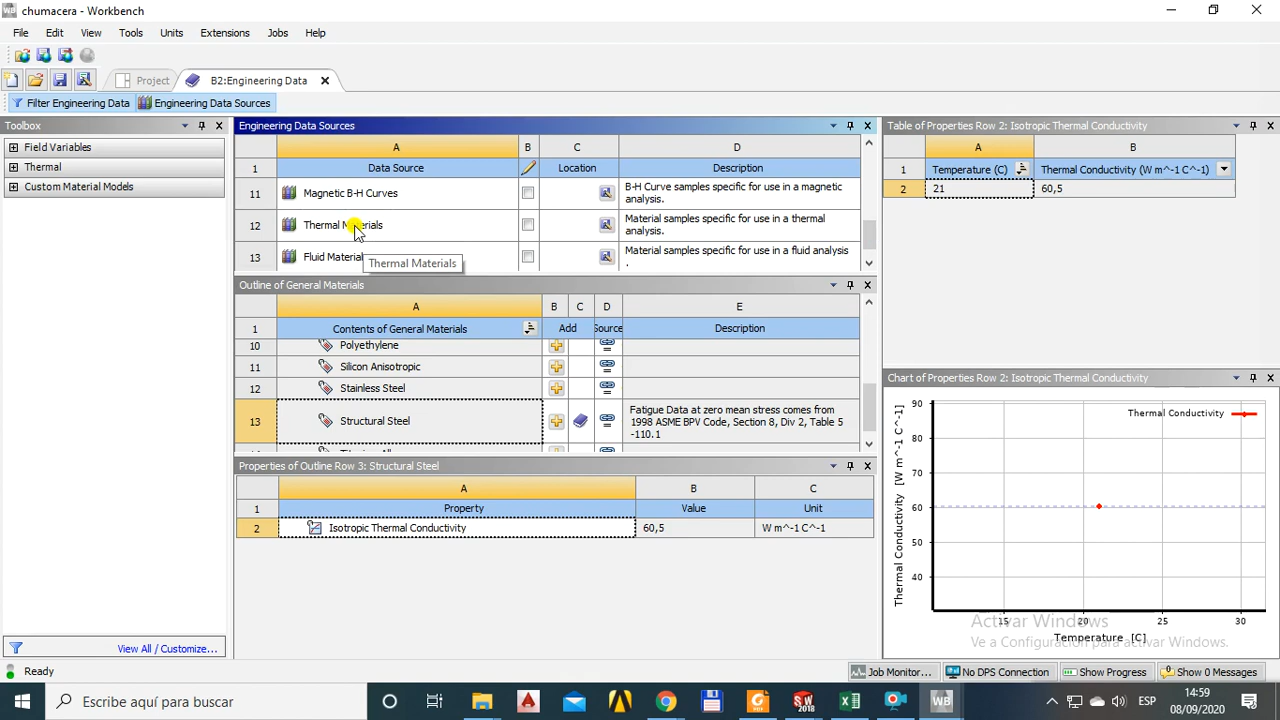 chumacera - Workbench
File Edit View Tools Units Extensions Jobs Help
Project B2:Engineering Data
Filter Engineering Data Engineering Data Sources
Toolbox
Field Variables
Thermal
Custom Material Models
View All / Customize...
Engineering Data Sources
A B C D
1 Data Source Location Description
11 Magnetic B-H Curves B-H Curve samples specific for use in a magnetic
analysis.
12 Thermal Materials Material samples specific for use in a thermal
analysis.
13 Fluid Material Material samples specific for use in a fluid analysis
.
Thermal Materials
Outline of General Materials
A B C D E
1 Contents of General Materials Add Source Description
10 Polyethylene
11 Silicon Anisotropic
12 Stainless Steel
13 Structural Steel Fatigue Data at zero mean stress comes from
1998 ASME BPV Code, Section 8, Div 2, Table 5
-110.1
Properties of Outline Row 3: Structural Steel
A B C
1 Property Value Unit
2 Isotropic Thermal Conductivity 60,5 W m^-1 C^-1
Table of Properties Row 2: Isotropic Thermal Conductivity
A B
1 Temperature (C) Thermal Conductivity (W m^-1 C^-1)
2 21 60,5
Chart of Properties Row 2: Isotropic Thermal Conductivity
Thermal Conductivity
Thermal Conductivity [W m^-1 C^-1]
90
80
70
60
50
40
15 20 25 30
Temperature [C]
Activar Windows
Ve a Configuración para activar Windows.
Ready
Job Monitor... No DPS Connection Show Progress Show 0 Messages
Escribe aquí para buscar
SW
2018
WB
ESP
14:59
08/09/2020